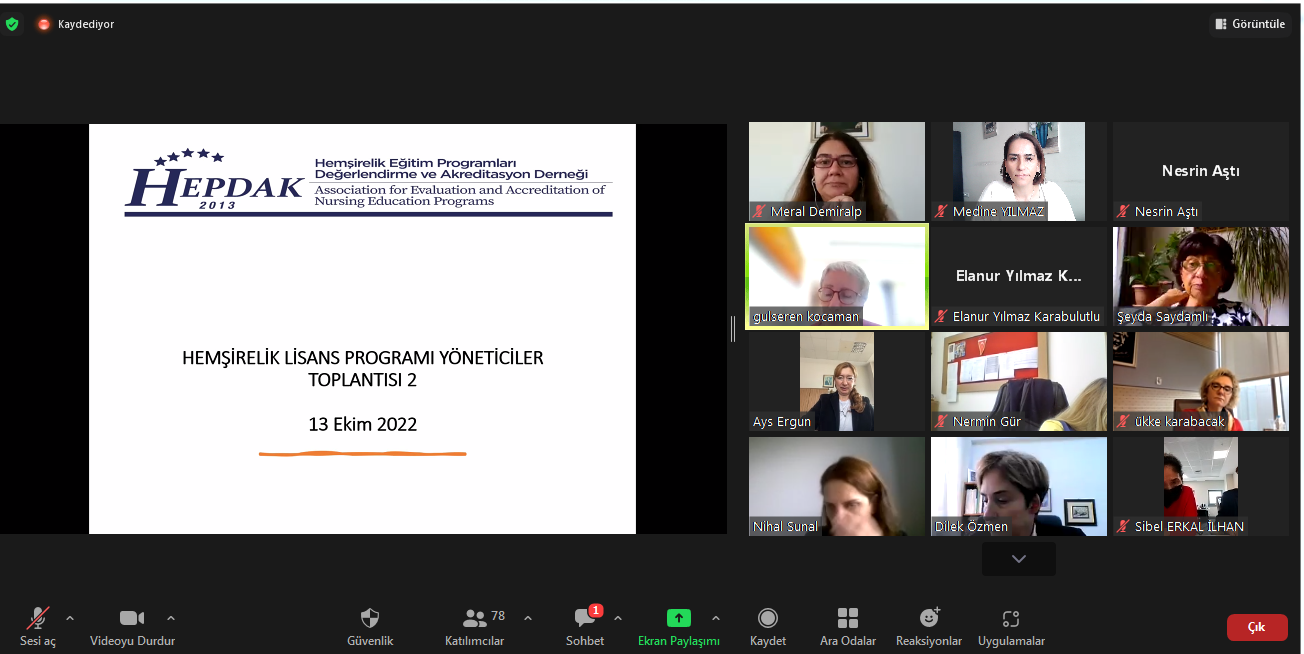 Kaydediyor
Görüntüle
HEPDAK
2013
Hemşirelik Eğitim Programları
Değerlendirme ve Akreditasyon Derneği
Association for Evaluation and Accreditation of
Nursing Education Programs
HEMŞİRELİK LİSANS PROGRAMI YÖNETİCİLER
TOPLANTISI 2
13 Ekim 2022
Meral Demiralp
Medine YILMAZ
Nesrin Aştı
Nesrin Aştı
gulseren kocaman
Elanur Yılmaz K...
Elanur Yılmaz Karabulutlu
Şeyda Saydamlı
Ays Ergun
Nermin Gür
ükke karabacak
Nihal Sunal
Dilek Özmen
Sibel ERKAL İLHAN
Sesi aç
Videoyu Durdur
Güvenlik
78
Katılımcılar
1
Sohbet
Ekran Paylaşımı
Kaydet
Ara Odalar
Reaksiyonlar
Uygulamalar
Çık